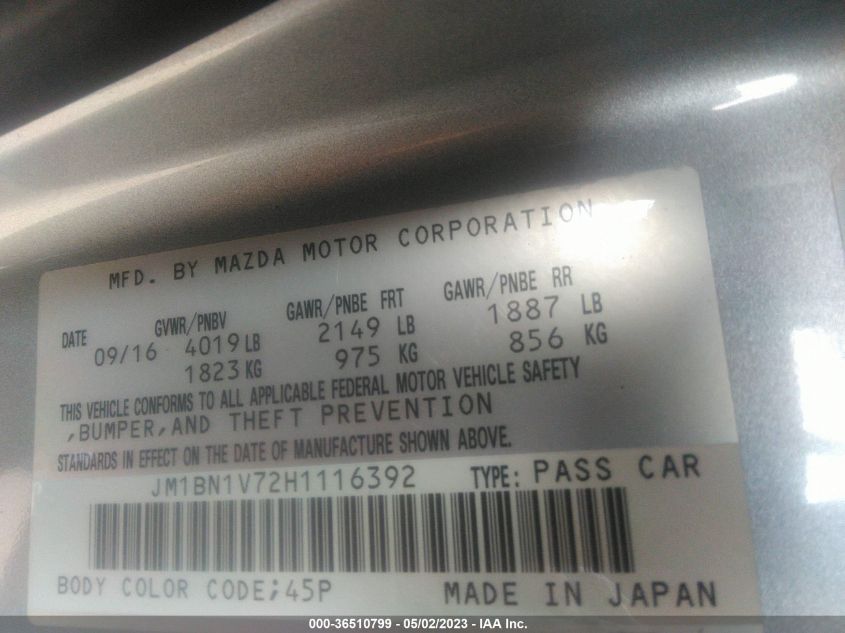 MFD. BY MAZDA MOTOR CORPORATION
DATE GVWR/PNBV GAWR/PNBE FRT GAWR/PNBE RR
09/16 4019 LB 2149 LB 1887 LB
1823 KG 975 KG 856 KG
THIS VEHICLE CONFORMS TO ALL APPLICABLE FEDERAL MOTOR VEHICLE SAFETY
,BUMPER,AND THEFT PREVENTION
STANDARDS IN EFFECT ON THE DATE OF MANUFACTURE SHOWN ABOVE.
JM1BN1V72H1116392 TYPE: PASS CAR
BODY COLOR CODE;45P MADE IN JAPAN
000-36510799 - 05/02/2023 - IAA Inc.